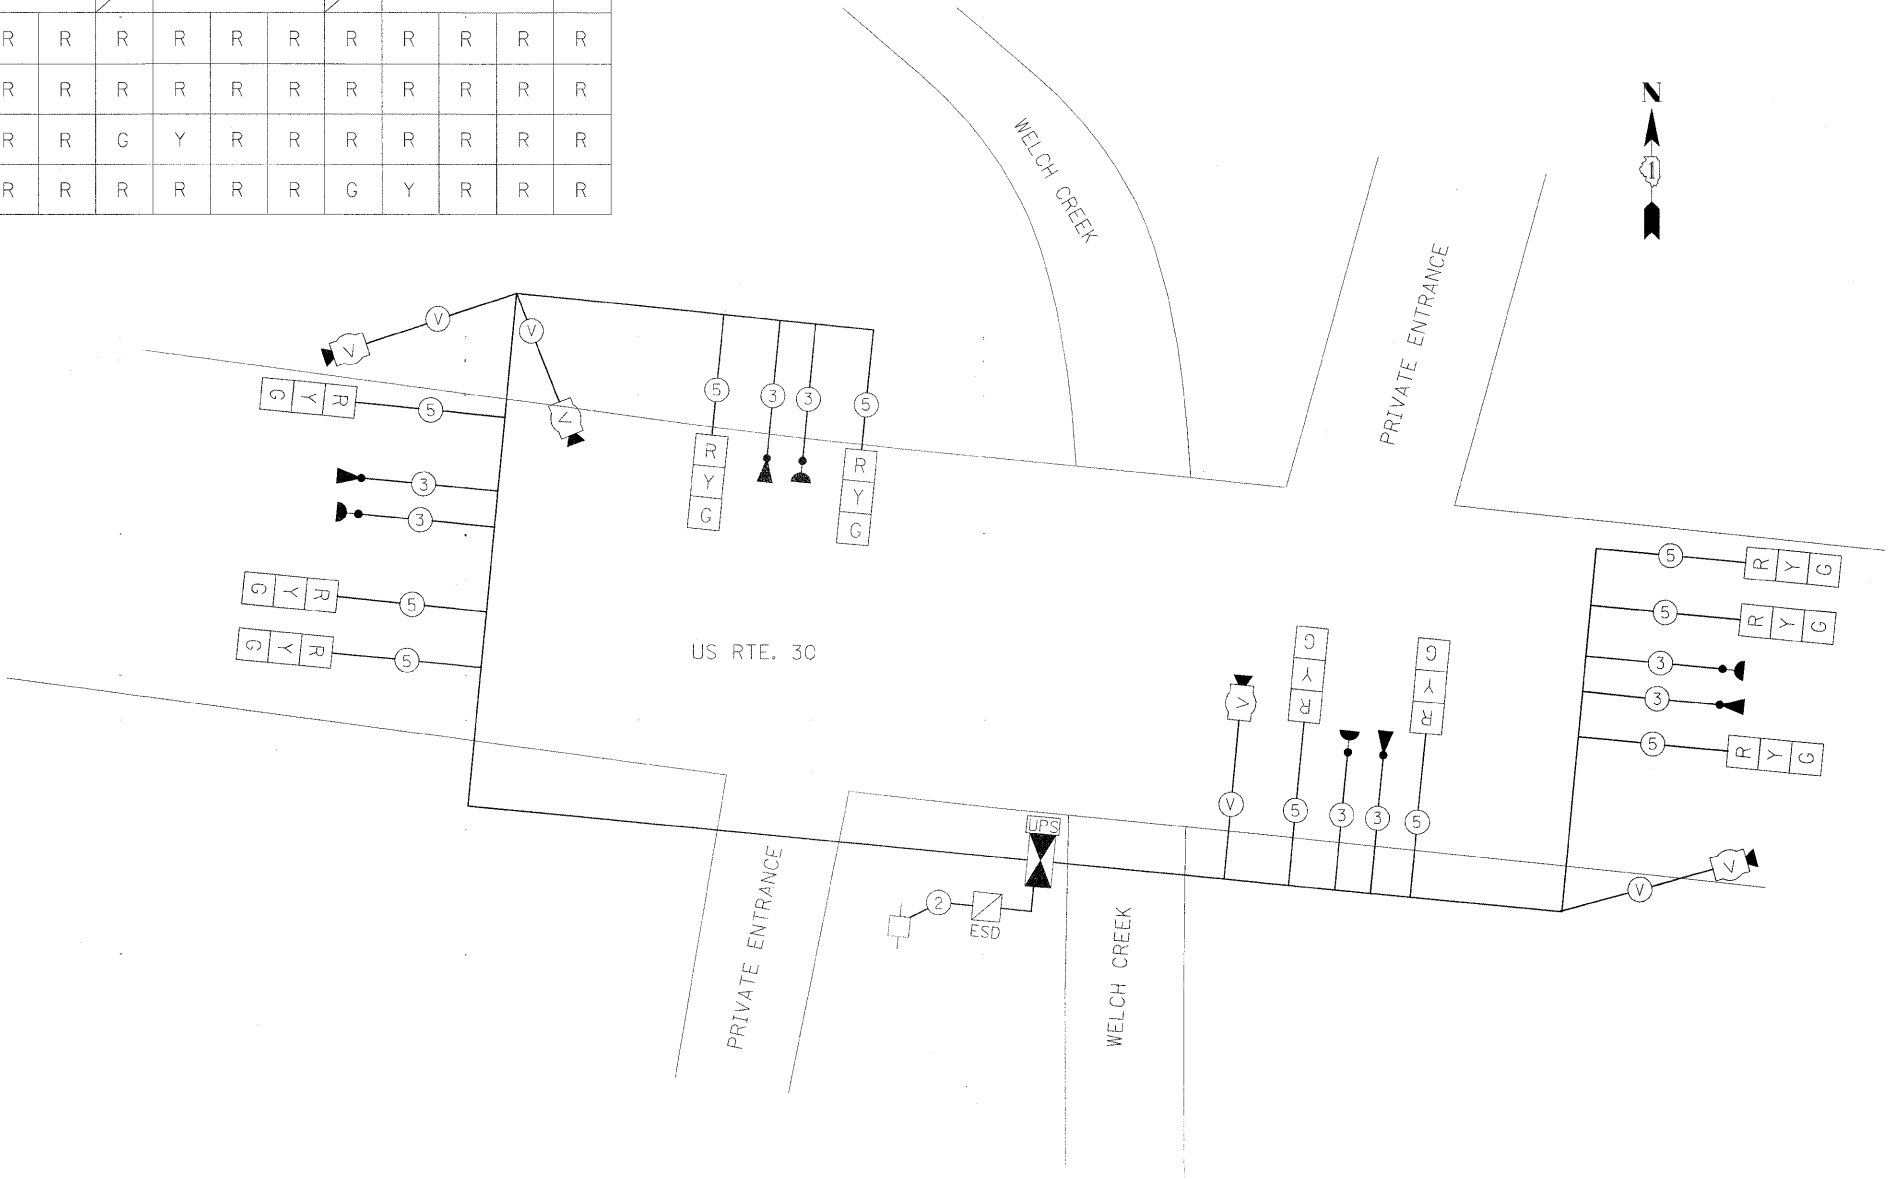 R R R R R R R R R R R
R R R R R R R R R R R
R R G Y R R R R R R R
R R R R R R G Y R R R
WELCH CREEK
N
1
PRIVATE ENTRANCE
V
V
V
V
5
3
3
5
R
Y
G
R
Y
G
G Y R
5
3
3
G Y R
5
G Y R
5
US RTE. 30
5
R Y G
5
R Y G
3
3
5
R Y G
V
V
G
Y
R
G
Y
R
5
3
3
5
V
V
UPS
2
ESD
PRIVATE ENTRANCE
WELCH CREEK